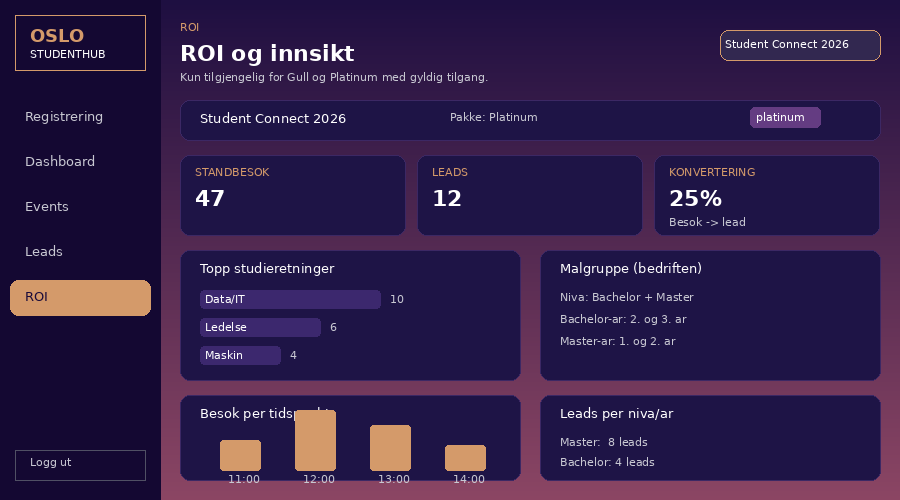 OSLO
STUDENTHUB
Registrering
Dashboard
Events
Leads
ROI
Logg ut
ROI
ROI og innsikt
Kun tilgjengelig for Gull og Platinum med gyldig tilgang.
Student Connect 2026
Student Connect 2026
Pakke: Platinum
platinum
STANDBESOK
47
LEADS
12
KONVERTERING
25%
Besok -> lead
Topp studieretninger
Data/IT 10
Ledelse 6
Maskin 4
Malgruppe (bedriften)
Niva: Bachelor + Master
Bachelor-ar: 2. og 3. ar
Master-ar: 1. og 2. ar
Besok per
11:00 12:00 13:00 14:00
Leads per niva/ar
Master: 8 leads
Bachelor: 4 leads